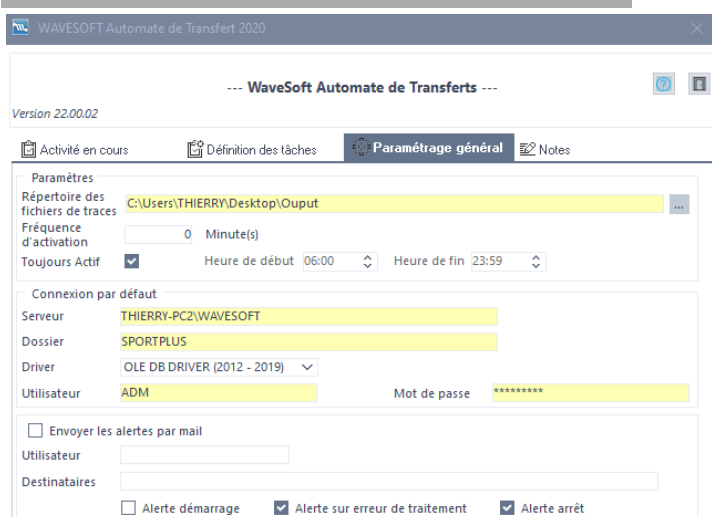 WAVESOFT Automate de Transfert 2020
--- WaveSoft Automate de Transferts ---
Version 22.00.02
Activité en cours Définition des tâches Paramétrage général Notes
Paramètres
Répertoire des fichiers de traces C:\Users\THIERRY\Desktop\Ouput ...
Fréquence d'activation 0 Minute(s)
Toujours Actif Heure de début 06:00 Heure de fin 23:59
Connexion par défaut
Serveur THIERRY-PC2\WAVESOFT
Dossier SPORTPLUS
Driver OLE DB DRIVER (2012 - 2019)
Utilisateur ADM Mot de passe *********
Envoyer les alertes par mail
Utilisateur
Destinataires
Alerte démarrage Alerte sur erreur de traitement Alerte arrêt